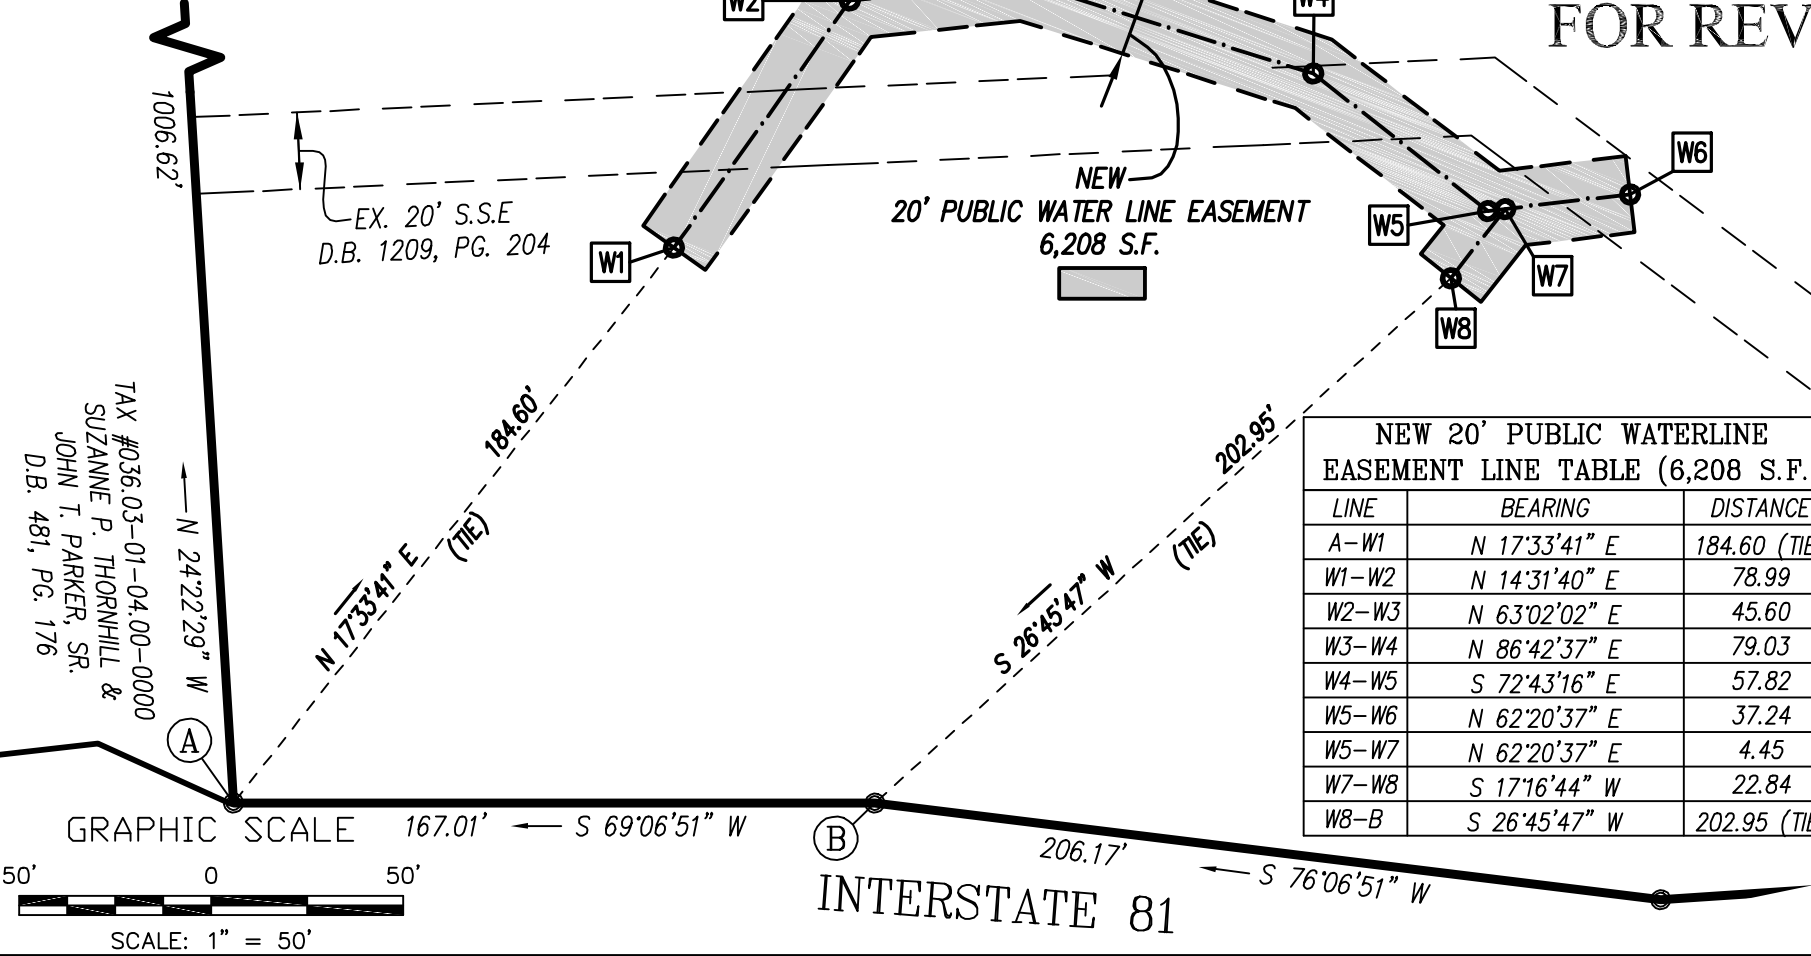 W2
W4
FOR REV
1006.62'
EX. 20' S.S.E
D.B. 1209, PG. 204
W1
NEW
20' PUBLIC WATER LINE EASEMENT
6,208 S.F.
W5
W6
W7
W8
184.60'
(TIE)
N 17°33'41" E
202.95'
(TIE)
S 26°45'47" W
TAX #036.03-01-04.00-0000
SUZANNE P. THORNHILL &
JOHN T. PARKER, SR.
D.B. 481, PG. 176
N 24°22'29" W
A
B
167.01'
S 69°06'51" W
206.17'
S 76°06'51" W
INTERSTATE 81
GRAPHIC SCALE
50' 0 50'
SCALE: 1" = 50'
NEW 20' PUBLIC WATERLINE
EASEMENT LINE TABLE (6,208 S.F.
LINE BEARING DISTANCE
A-W1 N 17°33'41" E 184.60 (TIE
W1-W2 N 14°31'40" E 78.99
W2-W3 N 63°02'02" E 45.60
W3-W4 N 86°42'37" E 79.03
W4-W5 S 72°43'16" E 57.82
W5-W6 N 62°20'37" E 37.24
W5-W7 N 62°20'37" E 4.45
W7-W8 S 17°16'44" W 22.84
W8-B S 26°45'47" W 202.95 (TIE